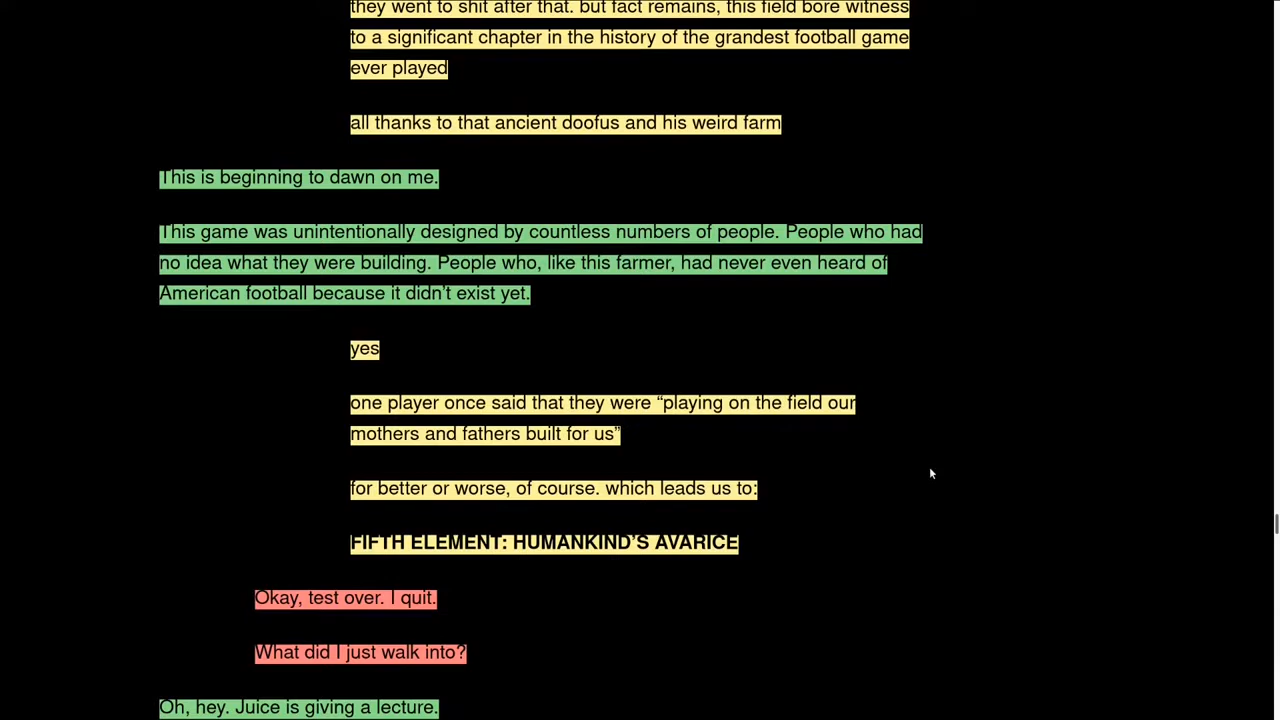 they went to shit after that. but fact remains, this field bore witness
to a significant chapter in the history of the grandest football game
ever played
all thanks to that ancient doofus and his weird farm
This is beginning to dawn on me.
This game was unintentionally designed by countless numbers of people. People who had
no idea what they were building. People who, like this farmer, had never even heard of
American football because it didn't exist yet.
yes
one player once said that they were “playing on the field our
mothers and fathers built for us”
for better or worse, of course. which leads us to:
FIFTH ELEMENT: HUMANKIND’S AVARICE
Okay, test over. I quit.
What did I just walk into?
Oh, hey. Juice is giving a lecture.